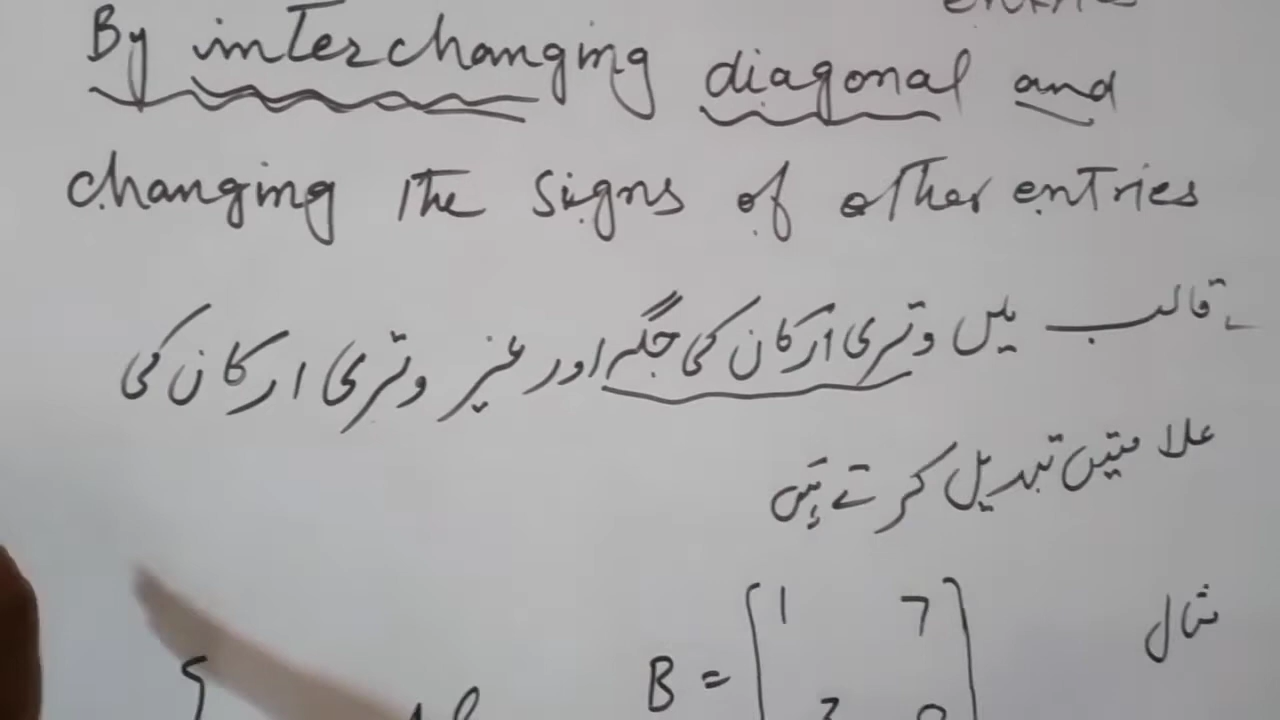 By interchanging diagonal and
changing the signs of other entries
قالب میں وتری ارکان کی جگہ اور غیر وتری ارکان کی
علامتیں تبدیل کرتے ہیں
مثال
B = [1 7